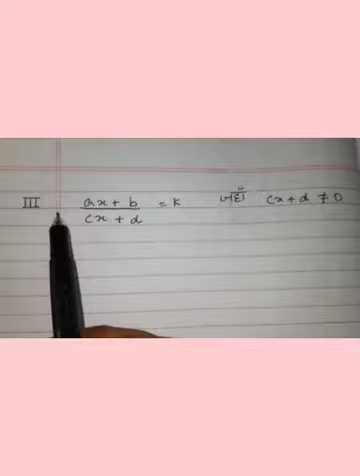 III ax + b / cx + d = k जहाँ cx + d ≠ 0